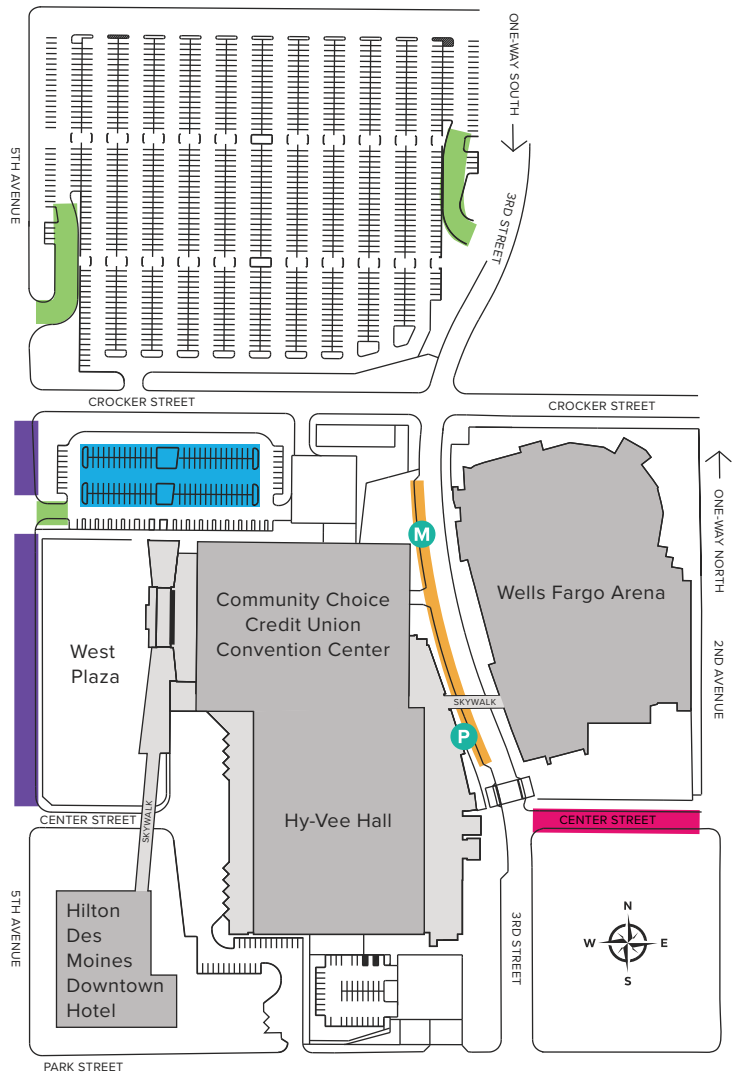 ONE-WAY SOUTH
5TH AVENUE
3RD STREET
CROCKER STREET
CROCKER STREET
M
ONE-WAY NORTH
Community Choice
Credit Union
Convention Center
Wells Fargo Arena
West
Plaza
2ND AVENUE
SKYWALK
P
CENTER STREET
SKYWALK
Hy-Vee Hall
CENTER STREET
5TH AVENUE
Hilton
Des
Moines
Downtown
Hotel
3RD STREET
N
W
E
S
PARK STREET